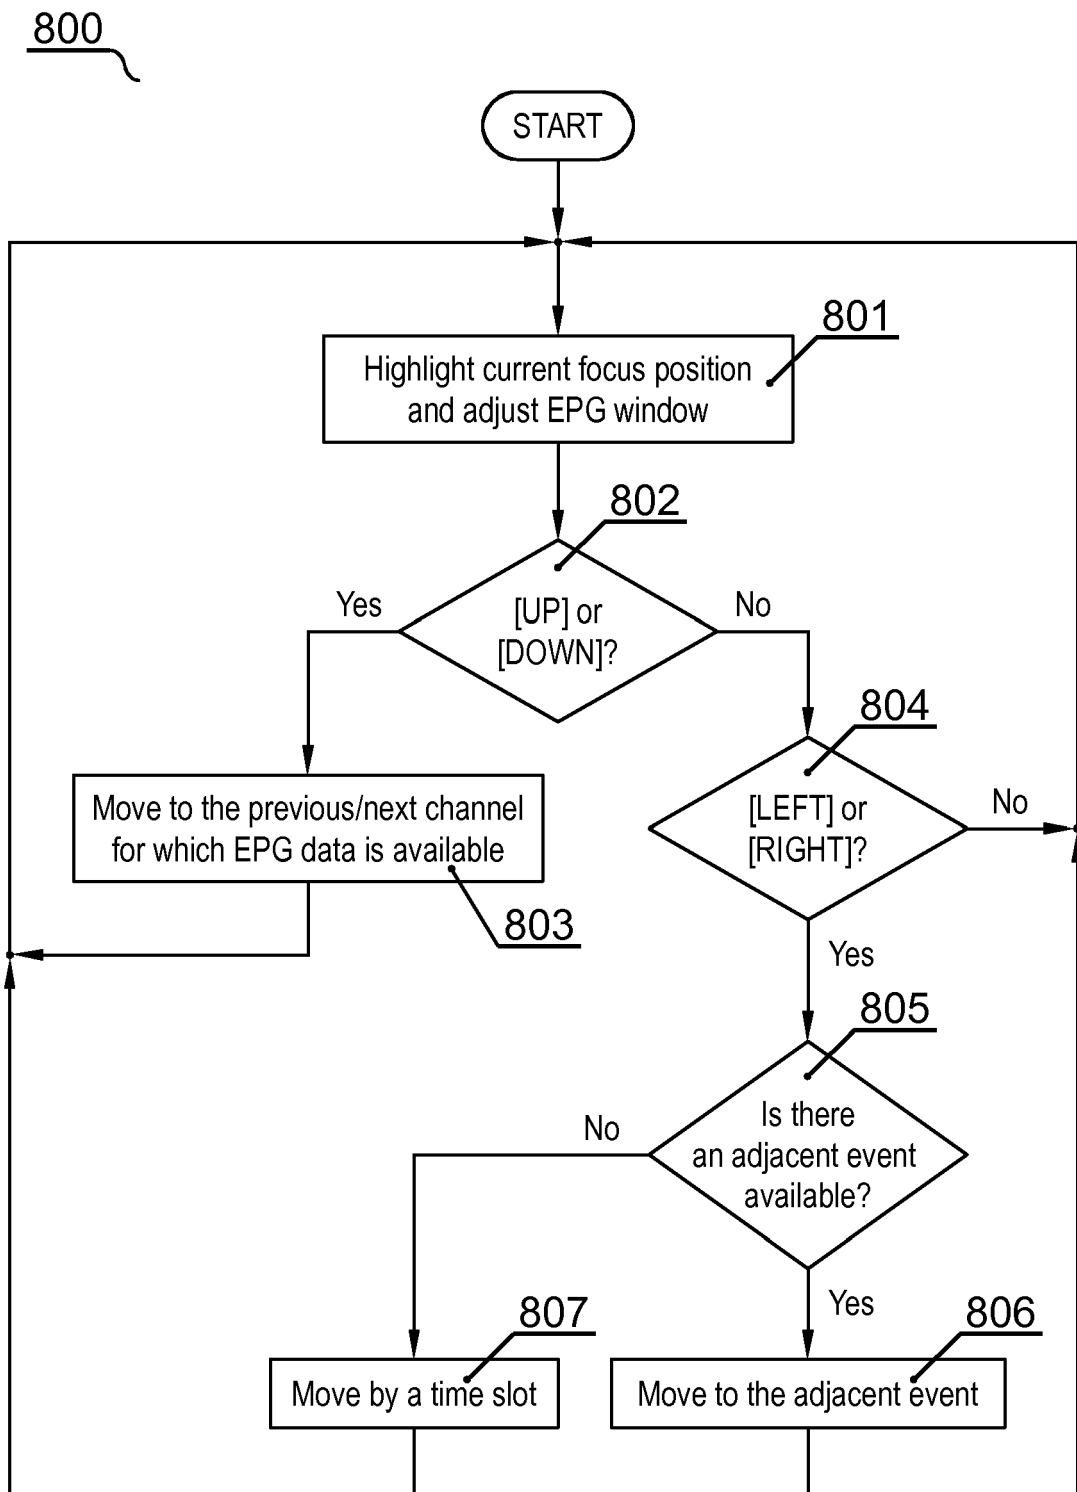 800
START
801
Highlight current focus position
and adjust EPG window
802
Yes
No
[UP] or
[DOWN]?
804
Move to the previous/next channel
for which EPG data is available
803
[LEFT] or
[RIGHT]?
No
Yes
805
Is there
an adjacent event
available?
No
Yes
807
806
Move by a time slot
Move to the adjacent event